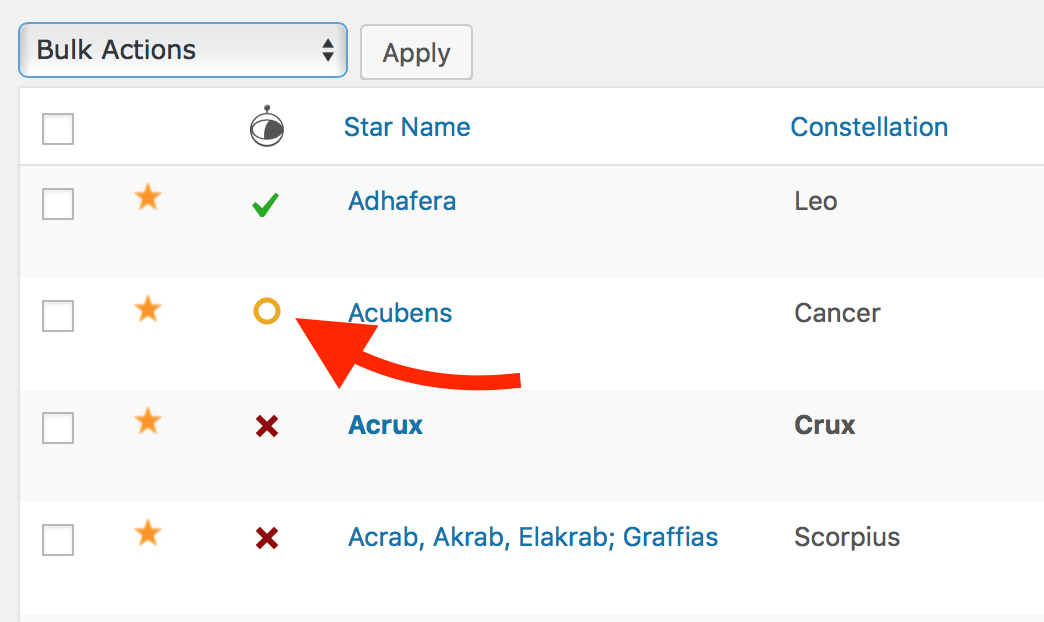 Bulk Actions Apply
Star Name Constellation
Adhafera Leo
Acubens Cancer
Acrux Crux
Acrab, Akrab, Elakrab; Graffias Scorpius